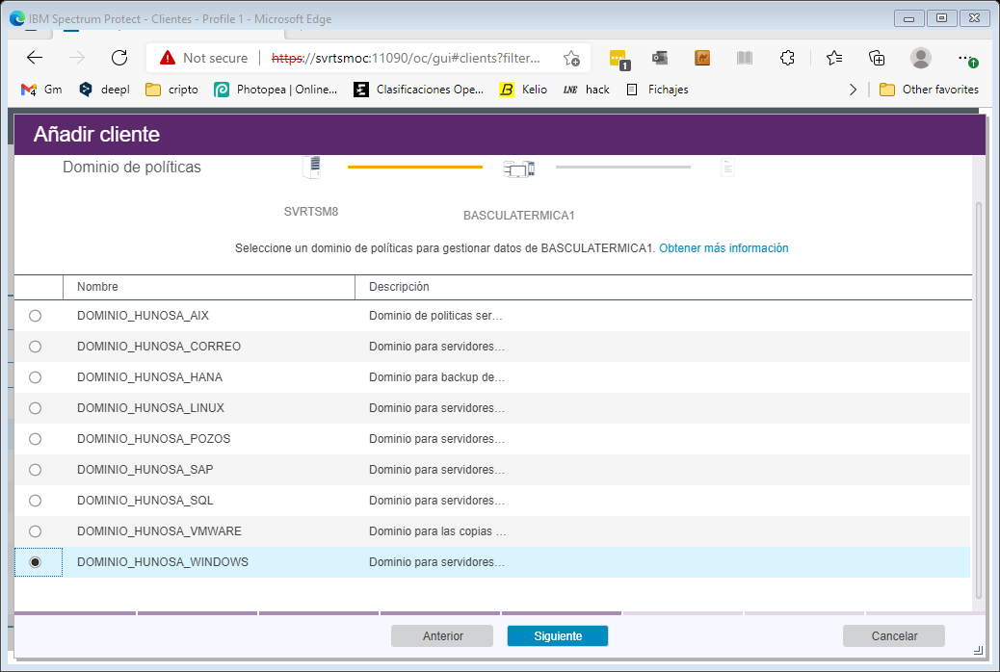 IBM Spectrum Protect - Clientes - Profile 1 - Microsoft Edge
Not secure https://svrtsmoc:11090/oc/gui#clients?filter... 1
Gm deepl cripto Photopea | Online... Clasificaciones Ope... Kelio LNE hack Fichajes Other favorites
Añadir cliente
Dominio de políticas
SVRTSM8
BASCULATERMICA1
Seleccione un dominio de políticas para gestionar datos de BASCULATERMICA1. Obtener más información
Nombre Descripción
DOMINIO_HUNOSA_AIX Dominio de politicas ser...
DOMINIO_HUNOSA_CORREO Dominio para servidores...
DOMINIO_HUNOSA_HANA Dominio para backup de...
DOMINIO_HUNOSA_LINUX Dominio para servidores...
DOMINIO_HUNOSA_POZOS Dominio para servidores...
DOMINIO_HUNOSA_SAP Dominio para servidores...
DOMINIO_HUNOSA_SQL Dominio para servidores...
DOMINIO_HUNOSA_VMWARE Dominio para las copias ...
DOMINIO_HUNOSA_WINDOWS Dominio para servidores...
Anterior Siguiente Cancelar